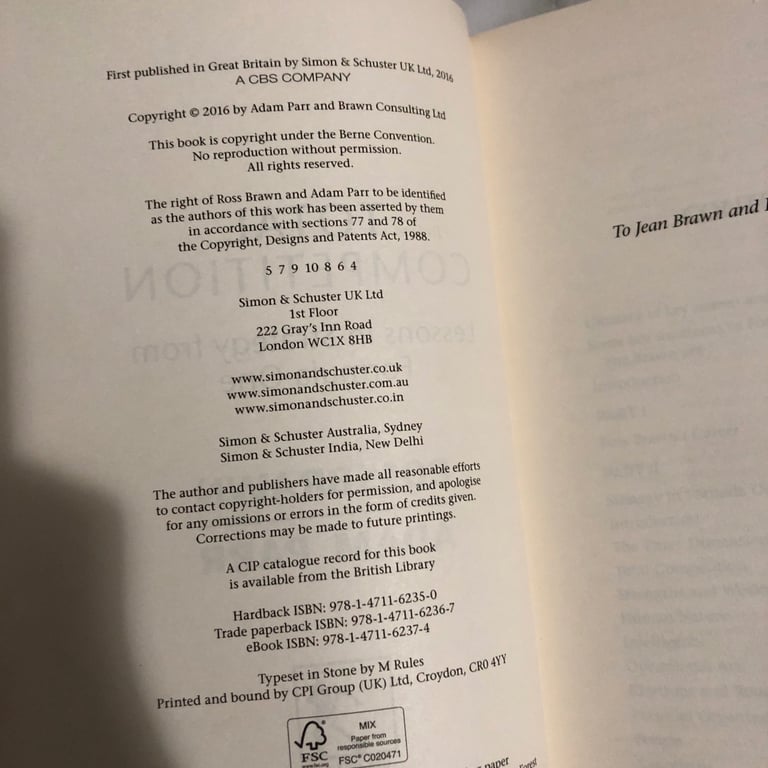 First published in Great Britain by Simon & Schuster UK Ltd, 2016
A CBS COMPANY
Copyright © 2016 by Adam Parr and Brawn Consulting Ltd
This book is copyright under the Berne Convention.
No reproduction without permission.
All rights reserved.
The right of Ross Brawn and Adam Parr to be identified
as the authors of this work has been asserted by them
in accordance with sections 77 and 78 of
the Copyright, Designs and Patents Act, 1988.
5 7 9 10 8 6 4
Simon & Schuster UK Ltd
1st Floor
222 Gray's Inn Road
London WC1X 8HB
www.simonandschuster.co.uk
www.simonandschuster.com.au
www.simonandschuster.co.in
Simon & Schuster Australia, Sydney
Simon & Schuster India, New Delhi
The author and publishers have made all reasonable efforts
to contact copyright-holders for permission, and apologise
for any omissions or errors in the form of credits given.
Corrections may be made to future printings.
A CIP catalogue record for this book
is available from the British Library
Hardback ISBN: 978-1-4711-6235-0
Trade paperback ISBN: 978-1-4711-6236-7
eBook ISBN: 978-1-4711-6237-4
Typeset in Stone by M Rules
Printed and bound by CPI Group (UK) Ltd, Croydon, CR0 4YY
FSC
www.fsc.org
MIX
Paper from
responsible sources
FSC® C020471
paper
Forest
To Jean Brawn and